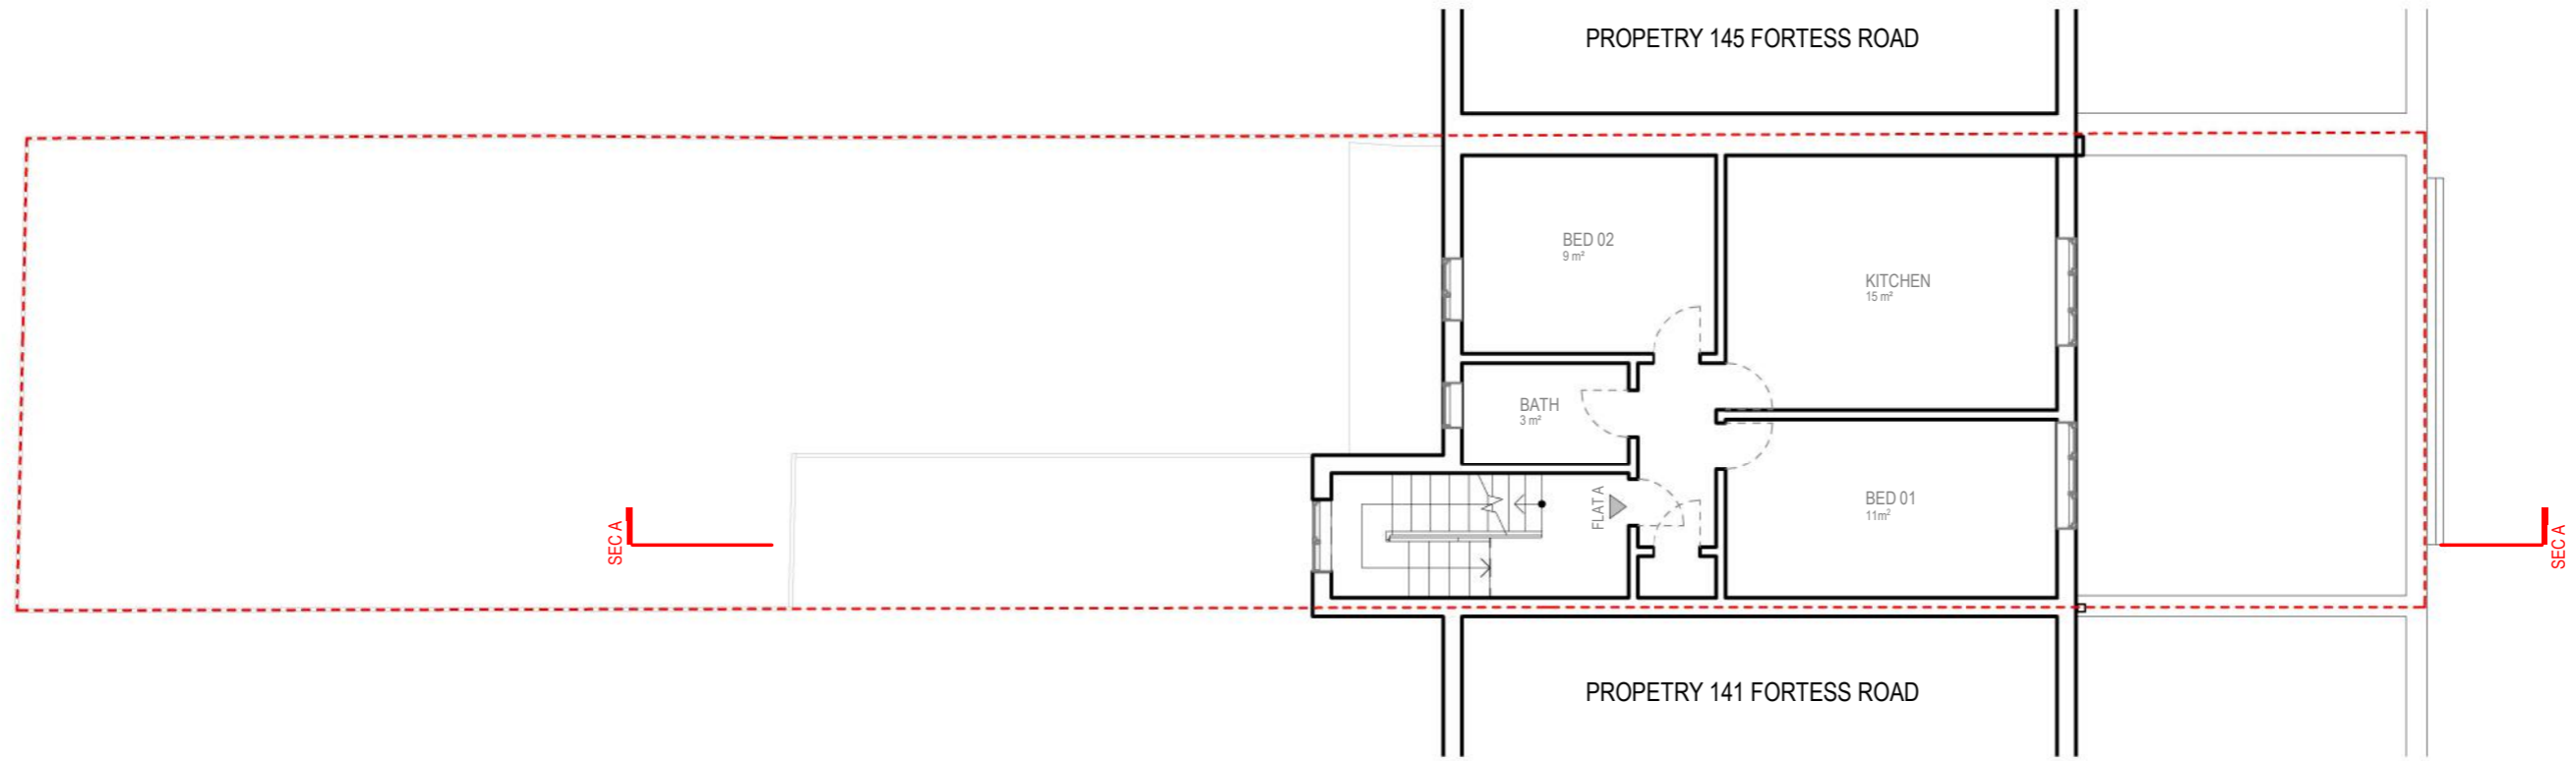 PROPETRY 145 FORTESS ROAD
BED 02
9 m²
KITCHEN
15 m²
BATH
3 m²
FLAT A
BED 01
11m²
SEC A
SEC A
PROPETRY 141 FORTESS ROAD